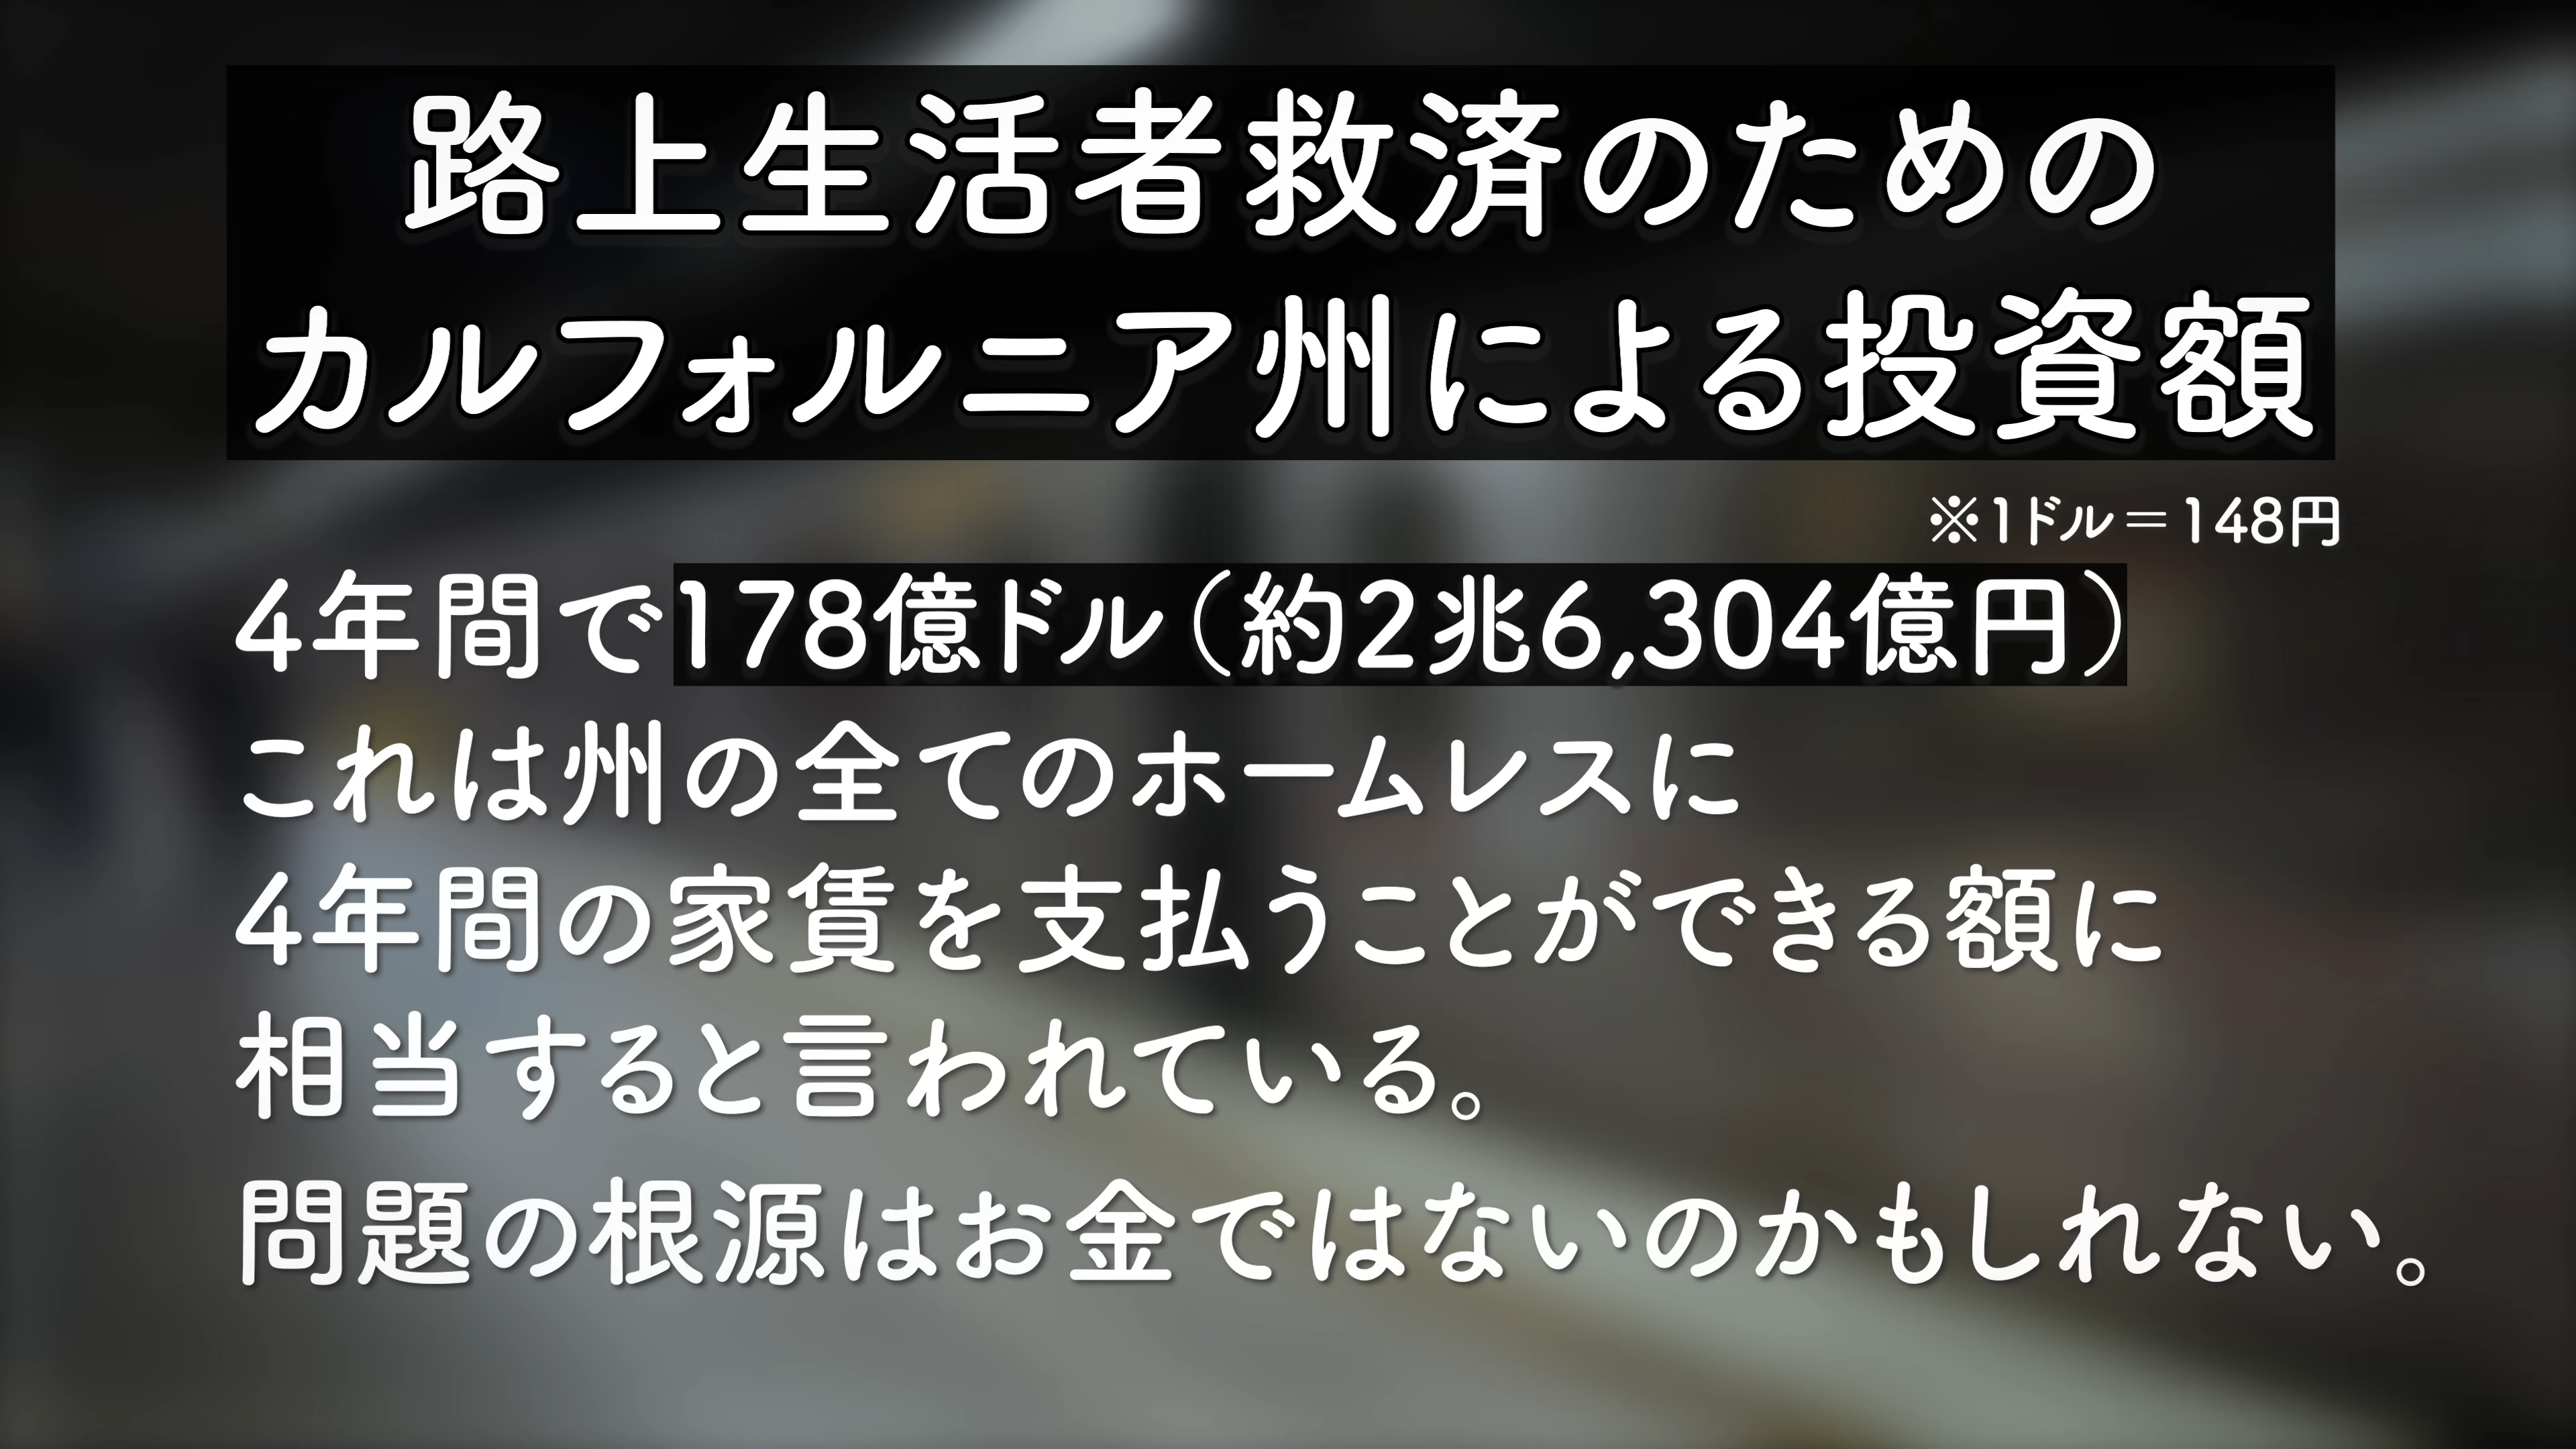 路上生活者救済のための
カルフォルニア州による投資額
※1ドル＝148円
4年間で178億ドル（約2兆6,304億円）
これは州の全てのホームレスに
4年間の家賃を支払うことができる額に
相当すると言われている。
問題の根源はお金ではないのかもしれない。